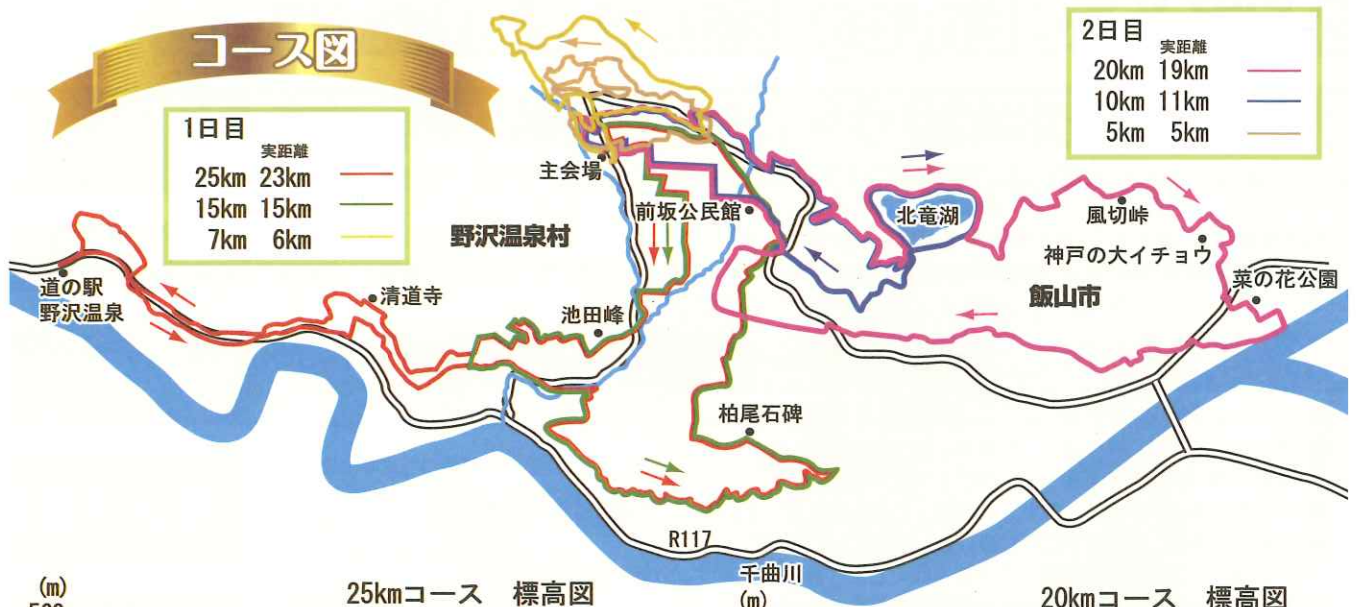 コース図
1日目
実距離
25km 23km
15km 15km
7km 6km
2日目
実距離
20km 19km
10km 11km
5km 5km
主会場
前坂公民館
北竜湖
風切峠
神戸の大イチョウ
菜の花公園
野沢温泉村
飯山市
道の駅
野沢温泉
清道寺
池田峰
柏尾石碑
R117
千曲川
(m)
25kmコース 標高図
(m)
20kmコース 標高図